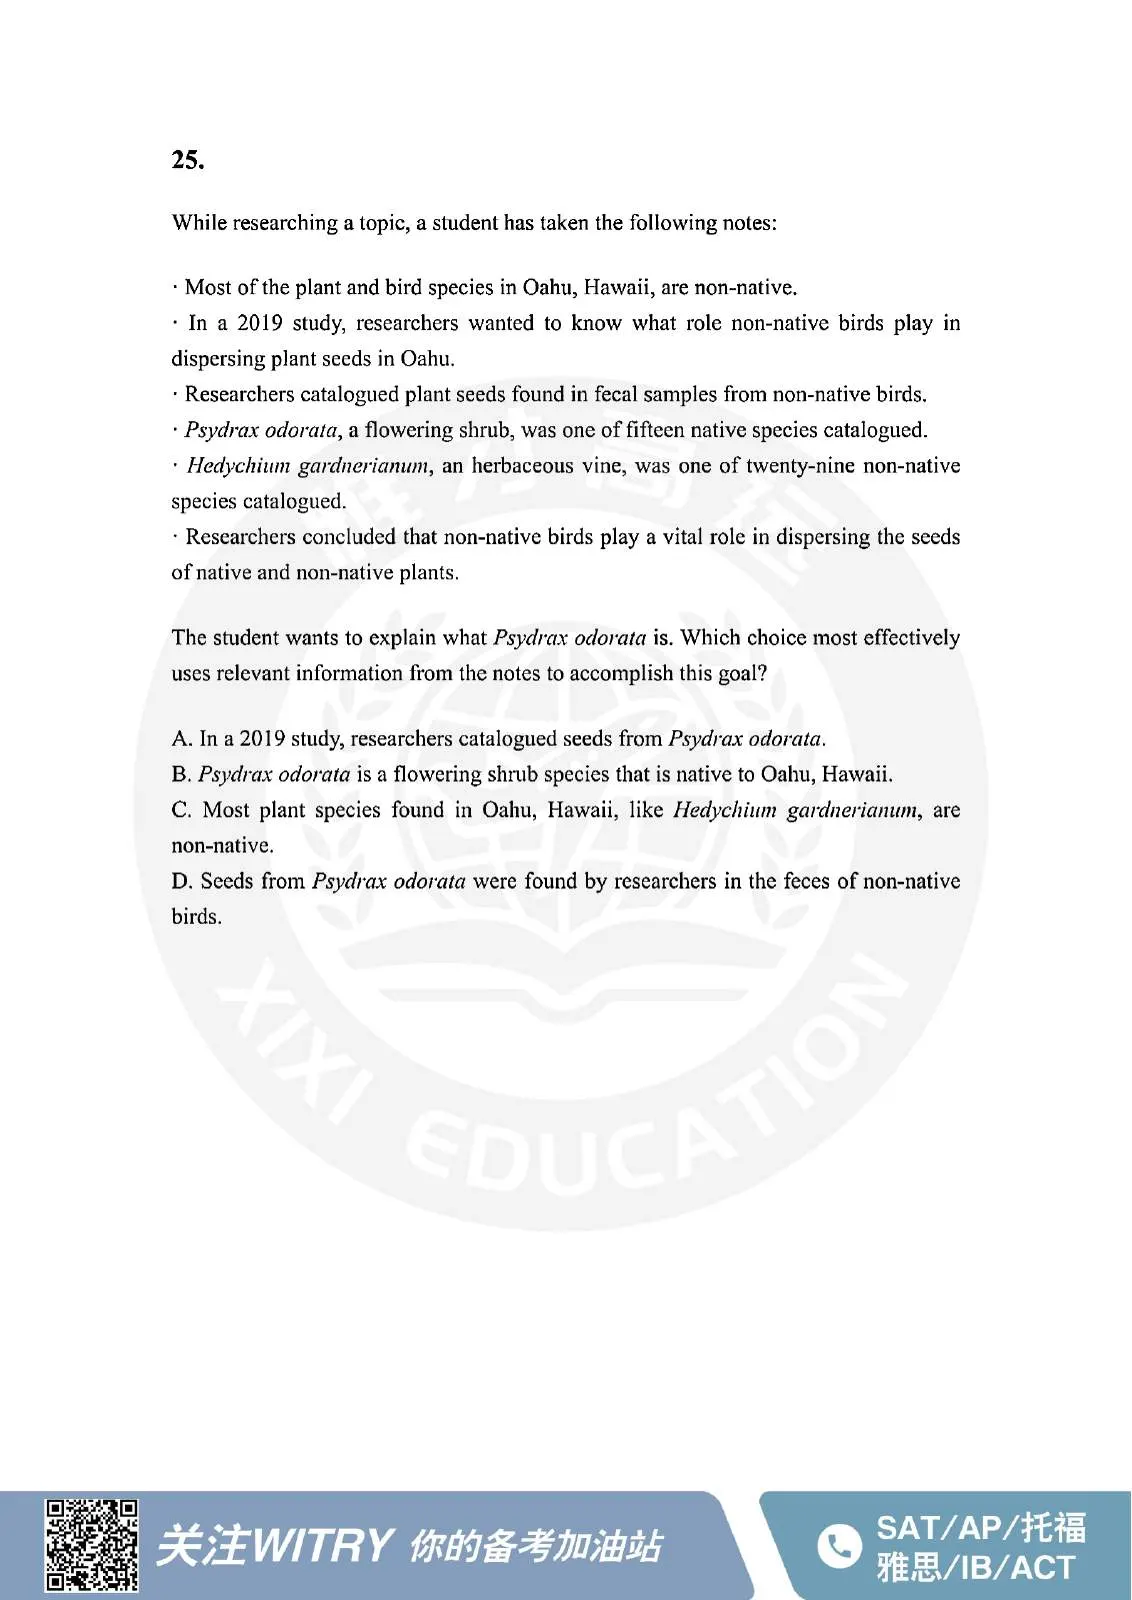 25.
While researching a topic, a student has taken the following notes:
· Most of the plant and bird species in Oahu, Hawaii, are non-native.
· In a 2019 study, researchers wanted to know what role non-native birds play in
dispersing plant seeds in Oahu.
· Researchers catalogued plant seeds found in fecal samples from non-native birds.
· Psydrax odorata, a flowering shrub, was one of fifteen native species catalogued.
· Hedychium gardnerianum, an herbaceous vine, was one of twenty-nine non-native
species catalogued.
· Researchers concluded that non-native birds play a vital role in dispersing the seeds
of native and non-native plants.
The student wants to explain what Psydrax odorata is. Which choice most effectively
uses relevant information from the notes to accomplish this goal?
A. In a 2019 study, researchers catalogued seeds from Psydrax odorata.
B. Psydrax odorata is a flowering shrub species that is native to Oahu, Hawaii.
C. Most plant species found in Oahu, Hawaii, like Hedychium gardnerianum, are
non-native.
D. Seeds from Psydrax odorata were found by researchers in the feces of non-native
birds.
XIXI EDUCATION
关注WITRY 你的备考加油站
SAT/AP/托福
雅思/IB/ACT